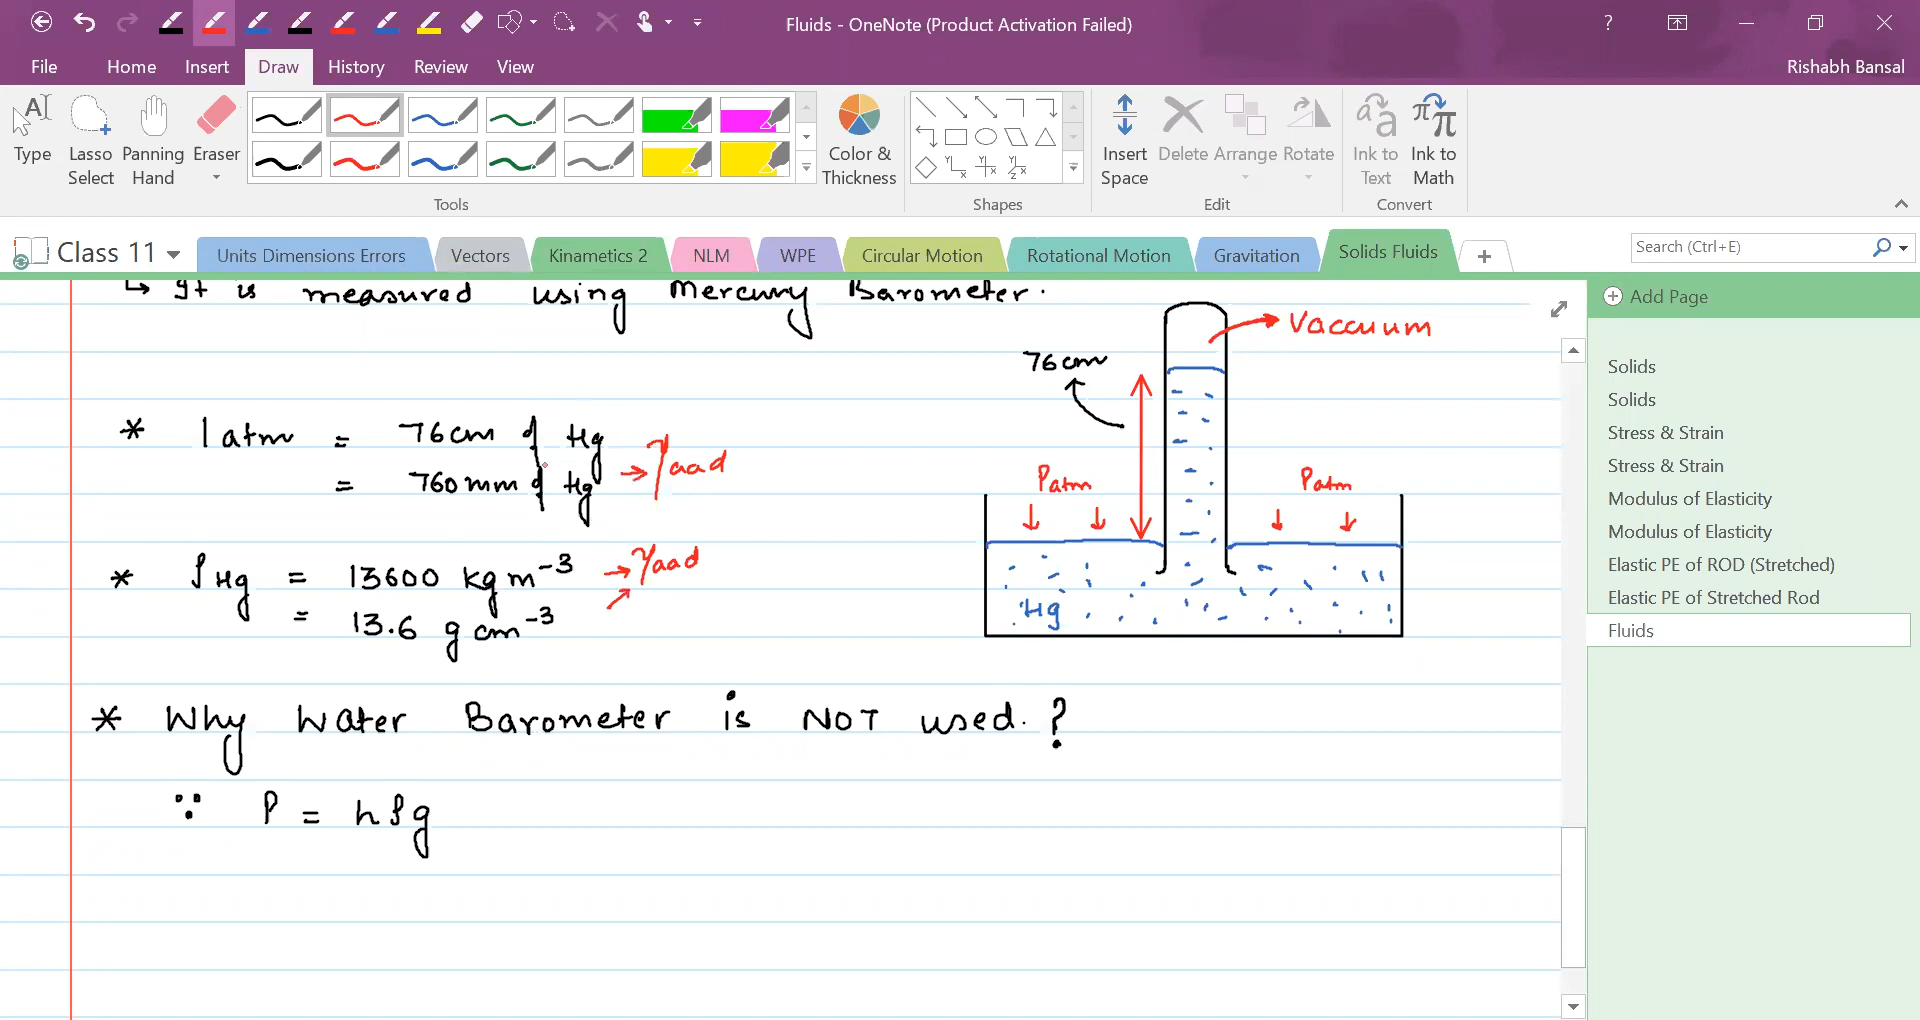 Fluids - OneNote (Product Activation Failed)
?
File Home Insert Draw History Review View
Rishabh Bansal
Type
Lasso Select
Panning Hand
Eraser
Color & Thickness
Insert Space
Delete
Arrange
Rotate
Ink to Text
Ink to Math
Tools
Shapes
Edit
Convert
Class 11
Units Dimensions Errors
Vectors
Kinametics 2
NLM
WPE
Circular Motion
Rotational Motion
Gravitation
Solids Fluids
Search (Ctrl+E)
Add Page
Solids
Solids
Stress & Strain
Stress & Strain
Modulus of Elasticity
Modulus of Elasticity
Elastic PE of ROD (Stretched)
Elastic PE of Stretched Rod
Fluids
↳ It is measured using Mercury Barometer.
Vaccuum
76 cm
* 1 atm = 76 cm of Hg
= 760 mm of Hg → Yaad
Patm
Patm
* ρHg = 13600 kg m⁻³ → Yaad
= 13.6 g cm⁻³
Hg
* Why Water Barometer is NOT used. ?
∵ P = hρg